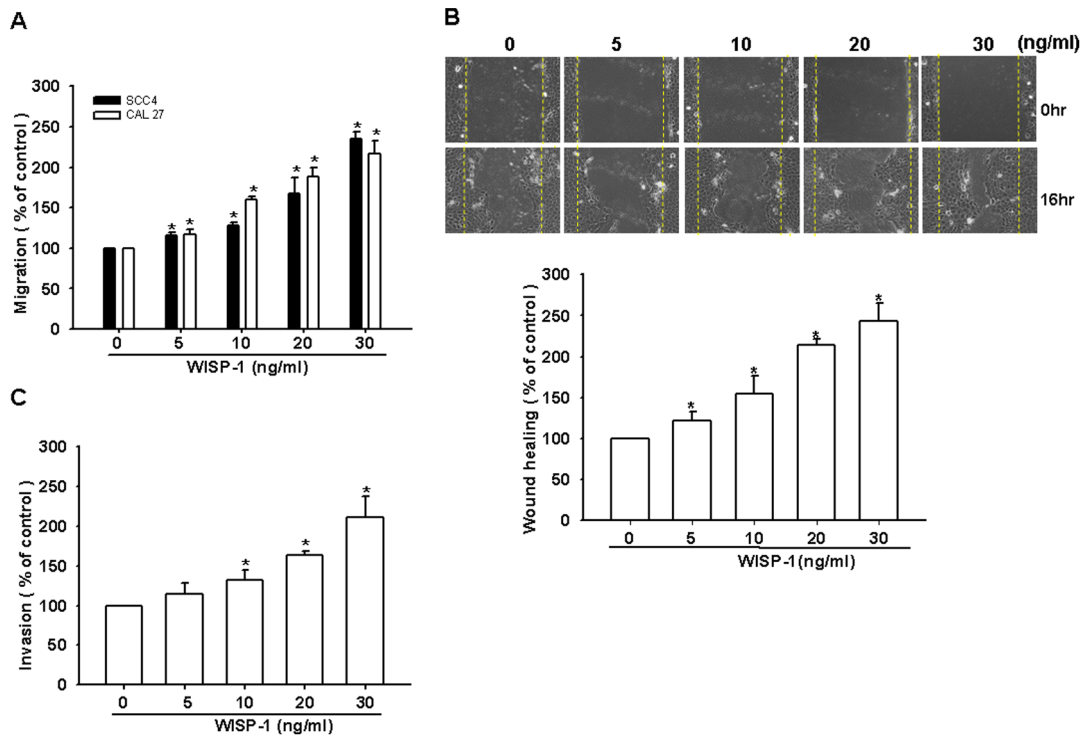 A
300
250
200
150
100
50
0
Migration ( % of control )
SCC4
CAL 27
* * * * * * * *
0 5 10 20 30
WISP-1 (ng/ml)
B
0 5 10 20 30 (ng/ml)
0hr
16hr
300
250
200
150
100
50
0
Wound healing ( % of control )
* * * *
0 5 10 20 30
WISP-1(ng/ml)
C
300
250
200
150
100
50
0
Invasion ( % of control )
* * *
0 5 10 20 30
WISP-1 (ng/ml)